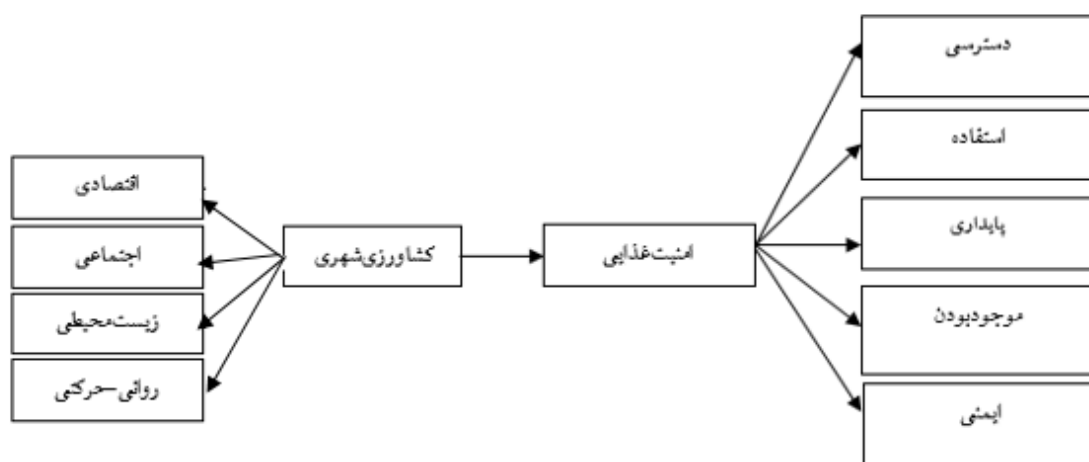 دسترسی
استفاده
پایداری
موجودبودن
ایمنی
امنیت‌غذایی
کشاورزی‌شهری
اقتصادی
اجتماعی
زیست‌محیطی
روانی–حرکتی